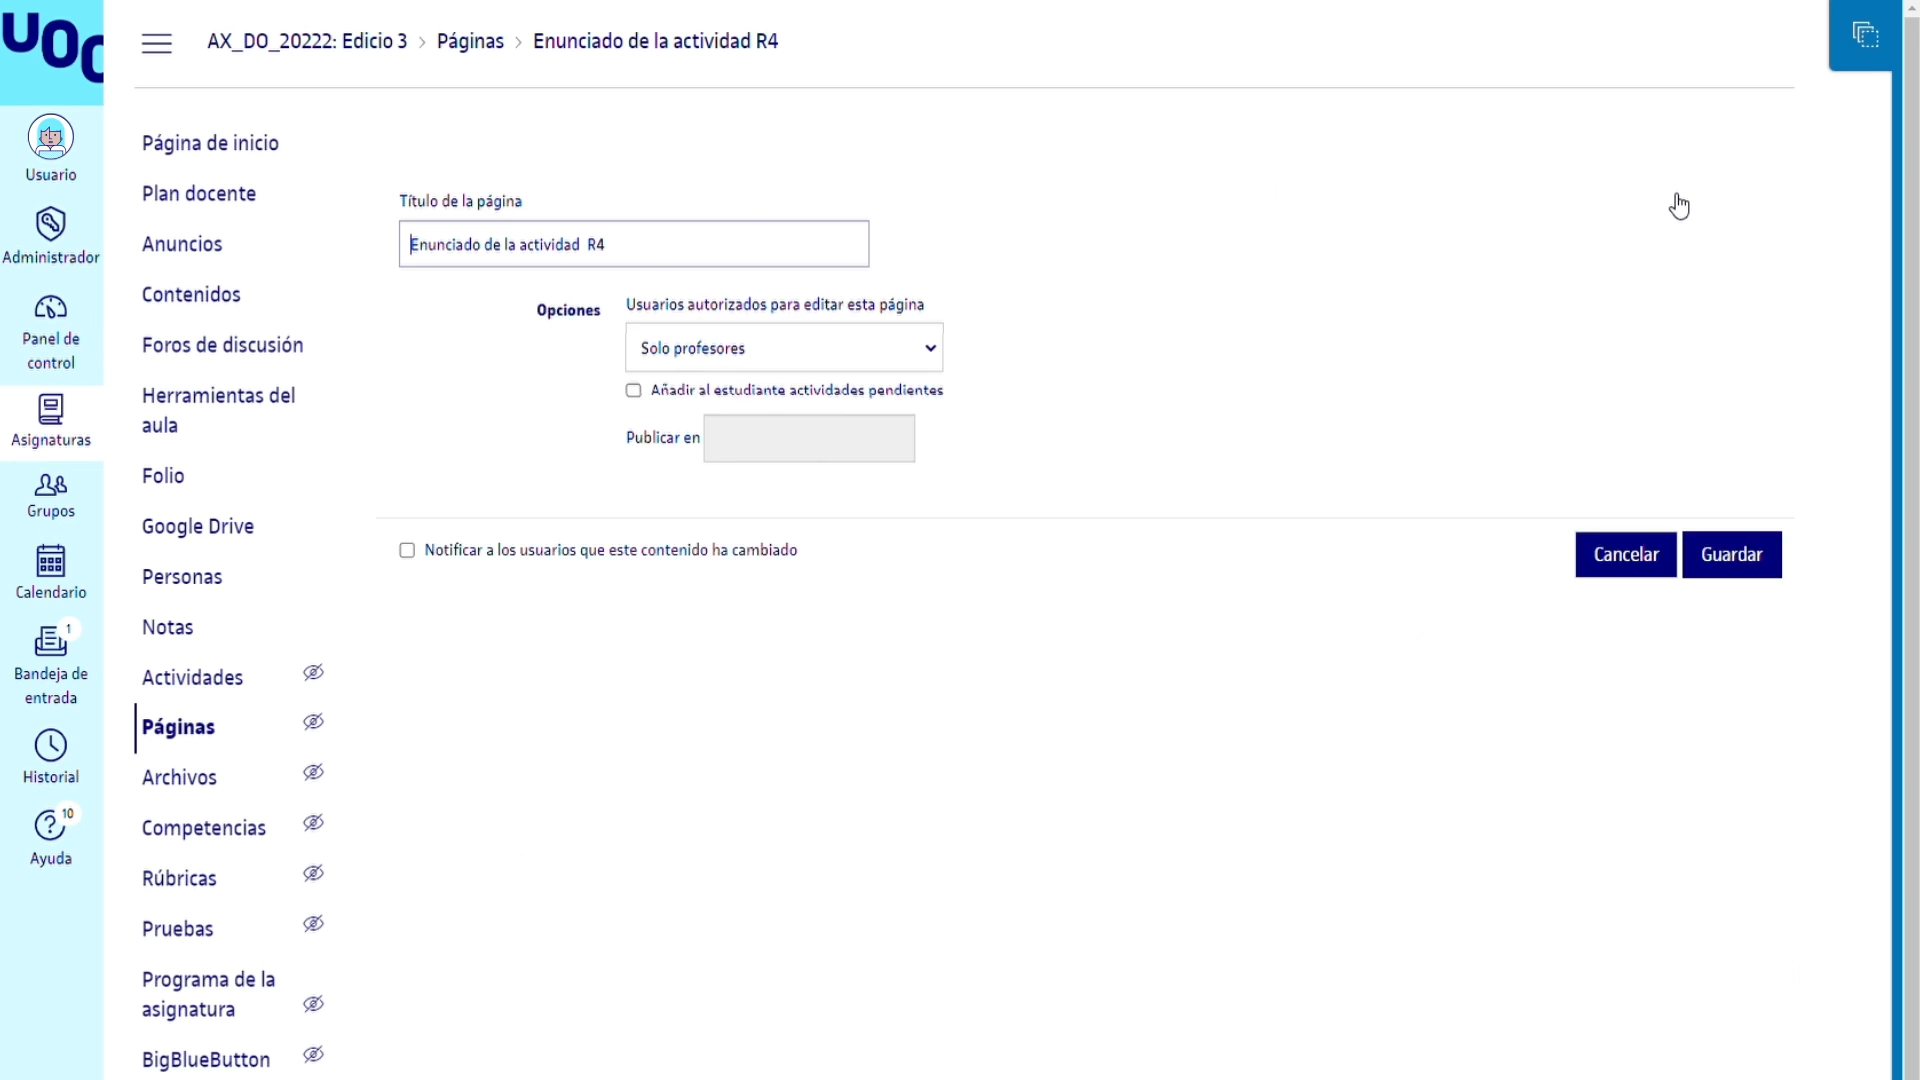 UOC
AX_DO_20222: Edicio 3 > Páginas > Enunciado de la actividad R4
Usuario
Administrador
Panel de
control
Asignaturas
Grupos
Calendario
1
Bandeja de
entrada
Historial
10
Ayuda
Página de inicio
Plan docente
Anuncios
Contenidos
Foros de discusión
Herramientas del
aula
Folio
Google Drive
Personas
Notas
Actividades
Páginas
Archivos
Competencias
Rúbricas
Pruebas
Programa de la
asignatura
BigBlueButton
Título de la página
Enunciado de la actividad R4
Opciones
Usuarios autorizados para editar esta página
Solo profesores
Añadir al estudiante actividades pendientes
Publicar en
Notificar a los usuarios que este contenido ha cambiado
Cancelar
Guardar